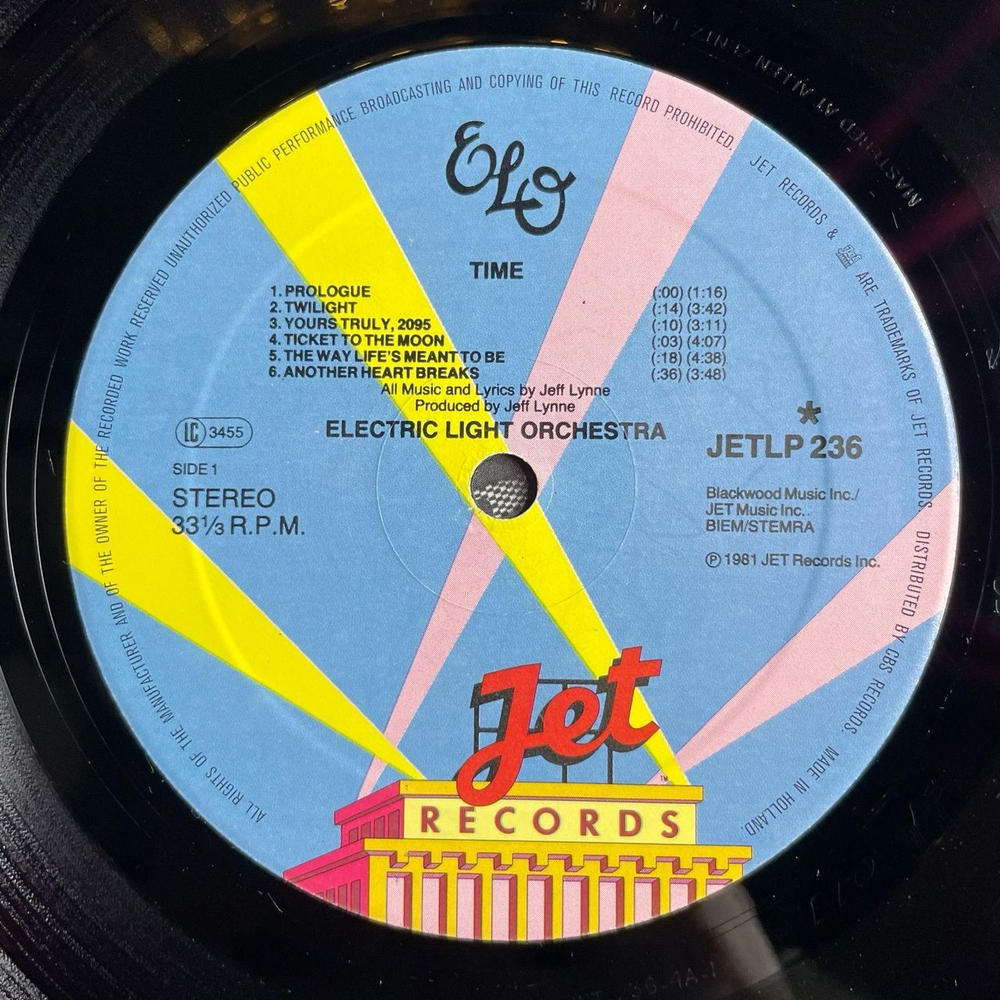 ALL RIGHTS OF THE MANUFACTURER AND OF THE OWNER OF THE RECORDED WORK RESERVED UNAUTHORIZED PUBLIC PERFORMANCE BROADCASTING AND COPYING OF THIS RECORD PROHIBITED. JET RECORDS & ARE TRADEMARKS OF JET RECORDS. DISTRIBUTED BY CBS RECORDS. MADE IN HOLLAND.
ELO
TIME
1. PROLOGUE (:00) (1:16)
2. TWILIGHT (:14) (3:42)
3. YOURS TRULY, 2095 (:10) (3:11)
4. TICKET TO THE MOON (:03) (4:07)
5. THE WAY LIFE'S MEANT TO BE (:18) (4:38)
6. ANOTHER HEART BREAKS (:36) (3:48)
All Music and Lyrics by Jeff Lynne
Produced by Jeff Lynne
ELECTRIC LIGHT ORCHESTRA
LC 3455
SIDE 1
STEREO
33⅓ R.P.M.
*
JETLP 236
Blackwood Music Inc./
JET Music Inc.
BIEM/STEMRA
℗ 1981 JET Records Inc.
Jet
TM
RECORDS
MASTERED AT ALLEN ZENTZ L.A. CALIF.